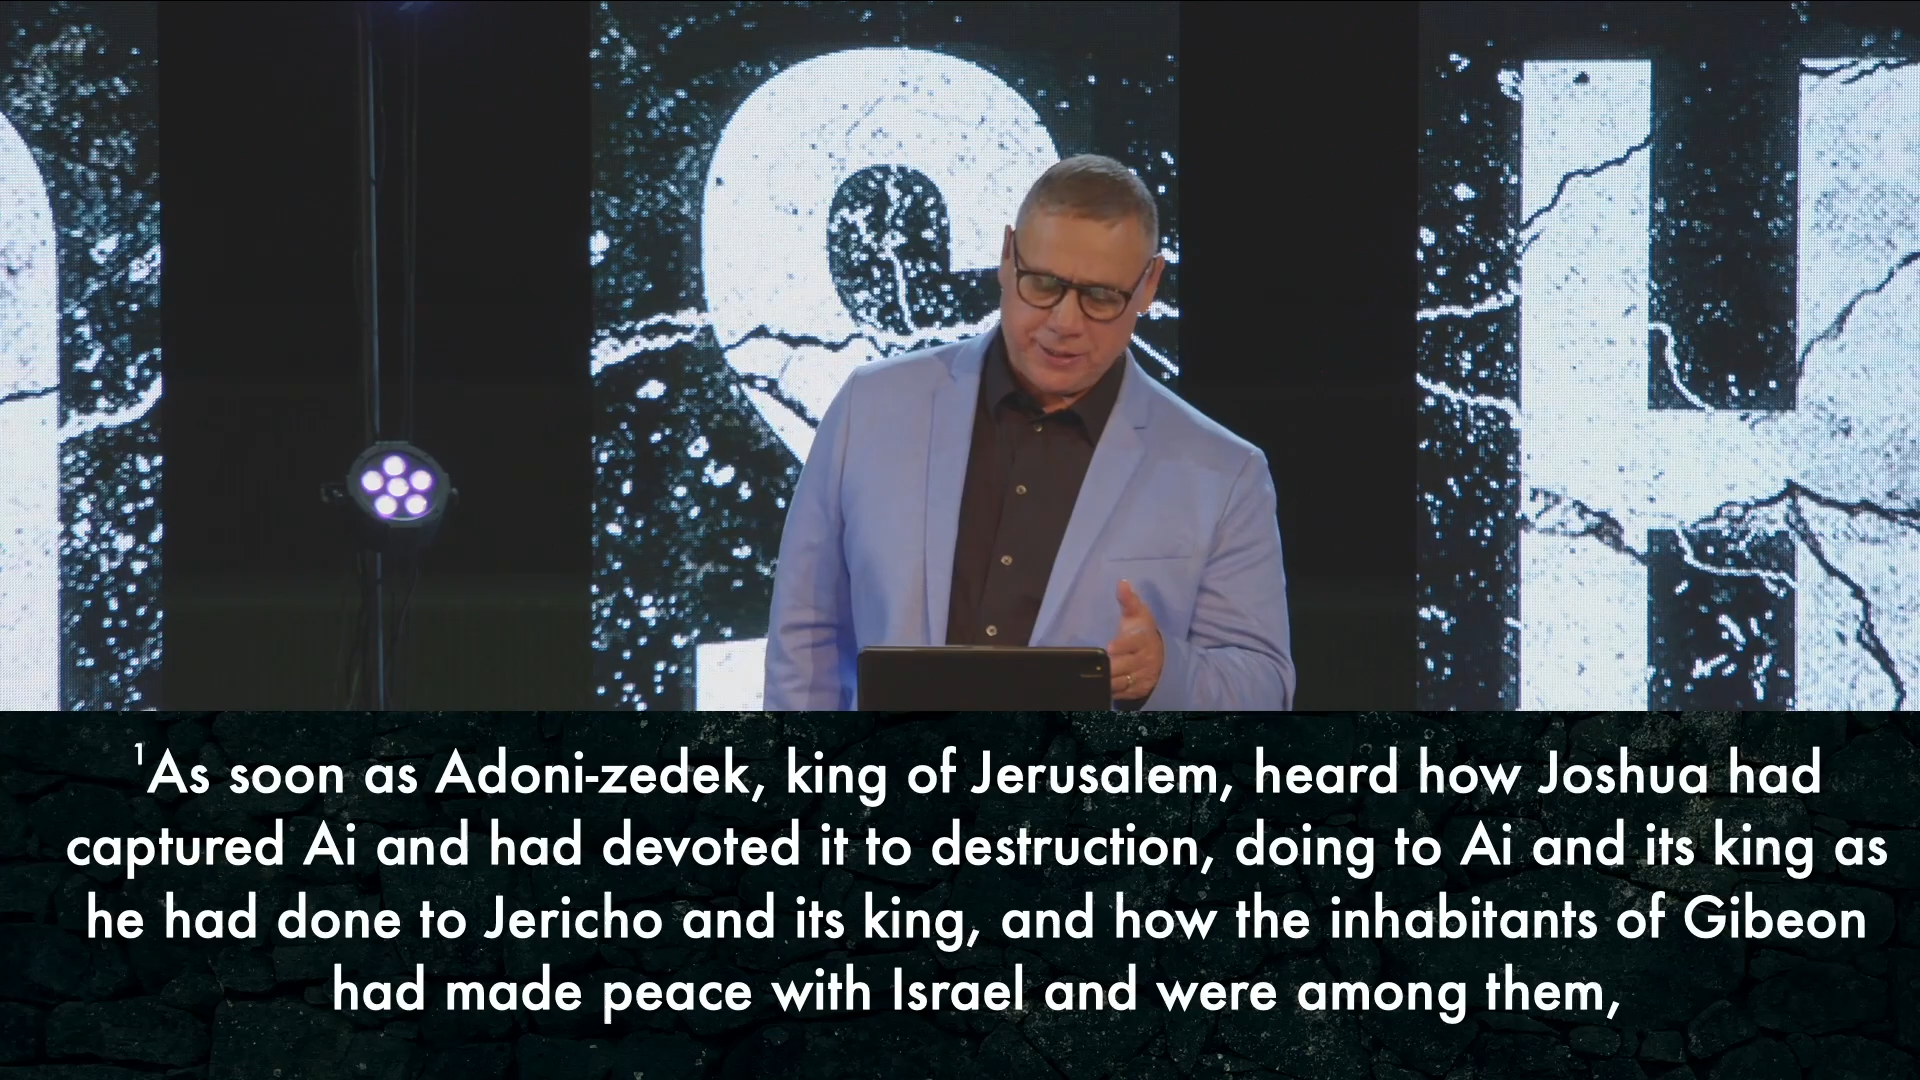 S H
¹As soon as Adoni-zedek, king of Jerusalem, heard how Joshua had
captured Ai and had devoted it to destruction, doing to Ai and its king as
he had done to Jericho and its king, and how the inhabitants of Gibeon
had made peace with Israel and were among them,